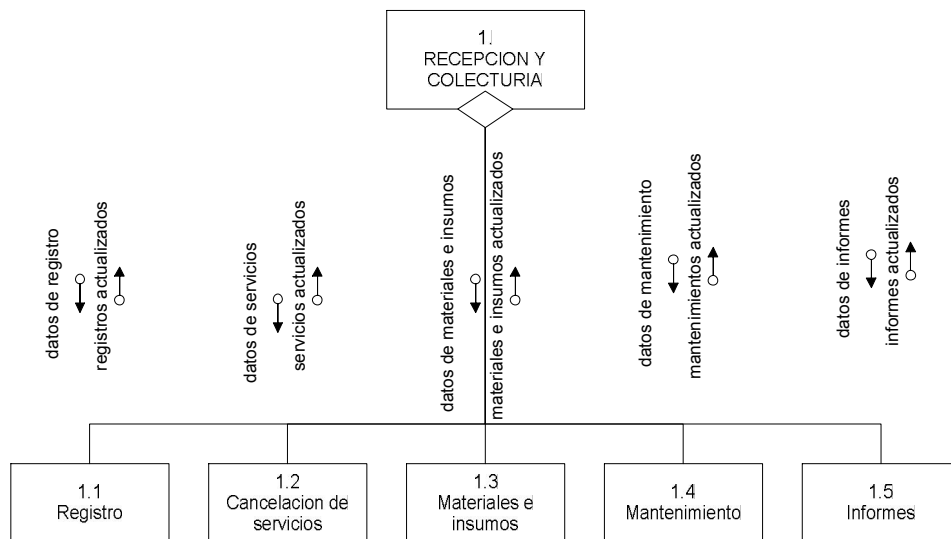 1.
RECEPCION Y
COLECTURIA
datos de registro
registros actualizados
datos de servicios
servicios actualizados
datos de materiales e insumos
materiales e insumos actualizados
datos de mantenimiento
mantenimientos actualizados
datos de informes
informes actualizados
1.1
Registro
1.2
Cancelacion de
servicios
1.3
Materiales e
insumos
1.4
Mantenimiento
1.5
Informes